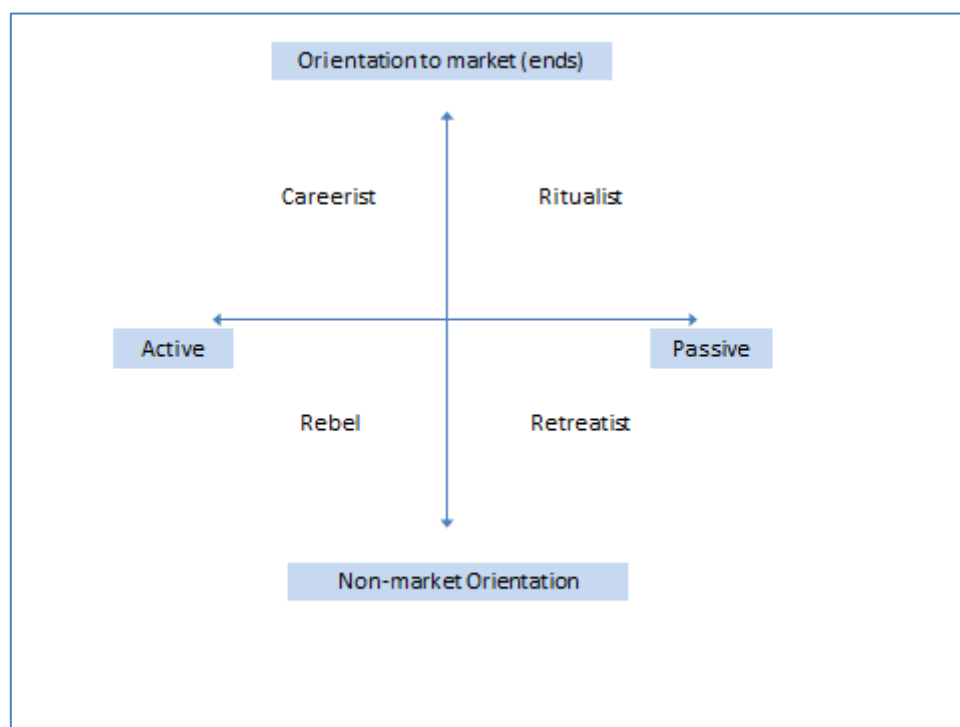 Orientation to market (ends)
Careerist
Ritualist
Active
Passive
Rebel
Retreatist
Non-market Orientation